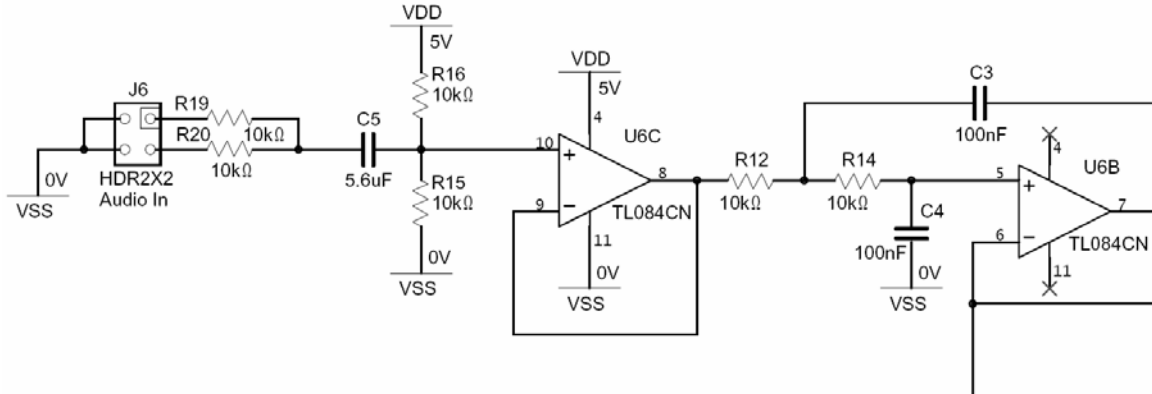 VDD
5V
R16
10kΩ
J6
R19
10kΩ
R20
10kΩ
HDR2X2
Audio In
0V
VSS
C5
5.6uF
R15
10kΩ
0V
VSS
VDD
5V
4
U6C
10
9
8
TL084CN
11
0V
VSS
R12
10kΩ
R14
10kΩ
C3
100nF
C4
100nF
0V
VSS
4
U6B
5
6
7
TL084CN
11